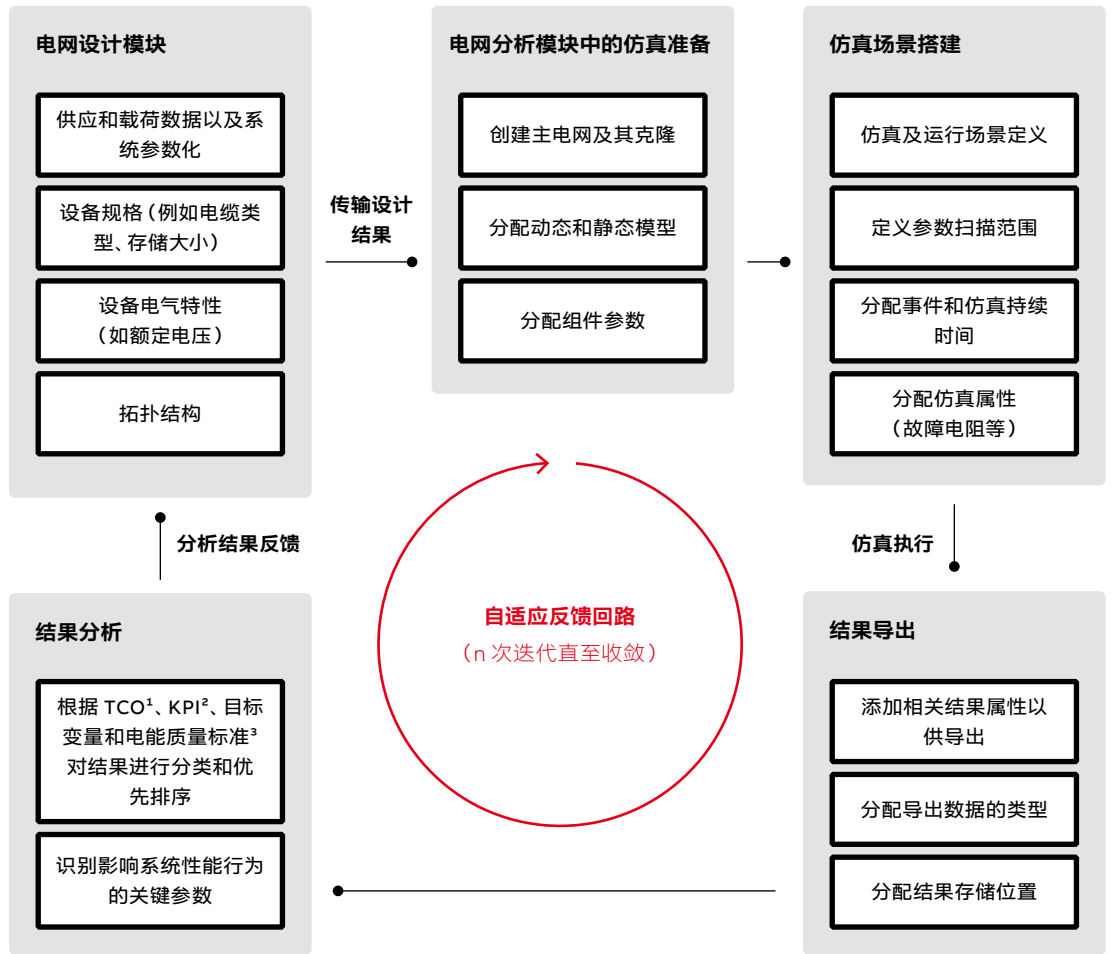 电网设计模块
供应和载荷数据以及系
统参数化
设备规格（例如电缆类
型、存储大小）
设备电气特性
（如额定电压）
拓扑结构
传输设计
结果
电网分析模块中的仿真准备
创建主电网及其克隆
分配动态和静态模型
分配组件参数
仿真场景搭建
仿真及运行场景定义
定义参数扫描范围
分配事件和仿真持续
时间
分配仿真属性
（故障电阻等）
仿真执行
结果导出
添加相关结果属性以
供导出
分配导出数据的类型
分配结果存储位置
结果分析
根据 TCO¹、KPI²、目标
变量和电能质量标准³
对结果进行分类和优
先排序
识别影响系统性能行为
的关键参数
分析结果反馈
自适应反馈回路
（n 次迭代直至收敛）